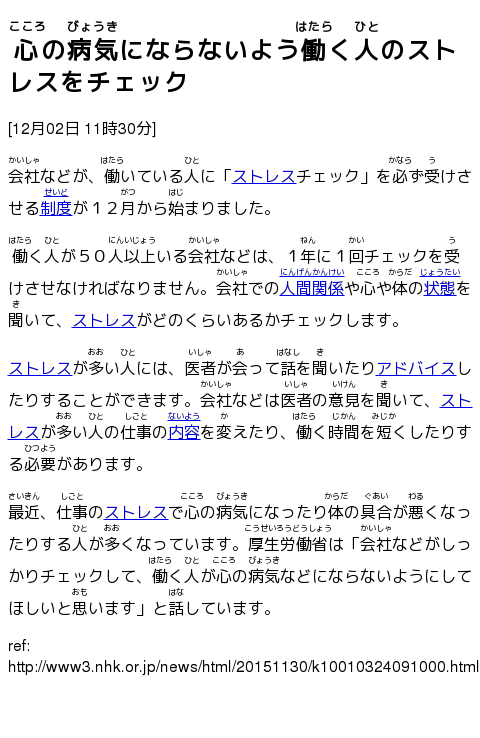 心の病気にならないよう働く人のスト
レスをチェック
[12月02日 11時30分]
会社などが、働いている人に「ストレスチェック」を必ず受けさ
せる制度が１２月から始まりました。
働く人が５０人以上いる会社などは、１年に１回チェックを受
けさせなければなりません。会社での人間関係や心や体の状態を
聞いて、ストレスがどのくらいあるかチェックします。
ストレスが多い人には、医者が会って話を聞いたりアドバイスし
たりすることができます。会社などは医者の意見を聞いて、スト
レスが多い人の仕事の内容を変えたり、働く時間を短くしたりす
る必要があります。
最近、仕事のストレスで心の病気になったり体の具合が悪くなっ
たりする人が多くなっています。厚生労働省は「会社などがしっ
かりチェックして、働く人が心の病気などにならないようにして
ほしいと思います」と話しています。
ref:
http://www3.nhk.or.jp/news/html/20151130/k10010324091000.html